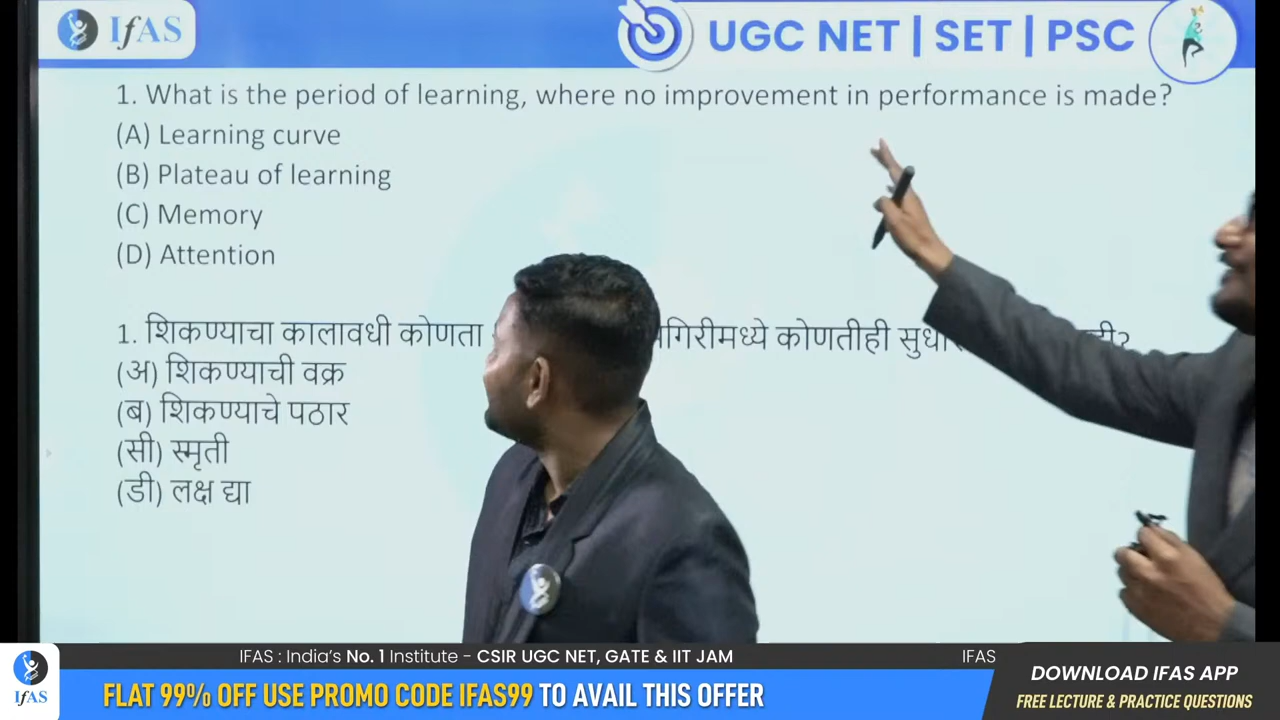 IfAS
UGC NET | SET | PSC
1. What is the period of learning, where no improvement in performance is made?
(A) Learning curve
(B) Plateau of learning
(C) Memory
(D) Attention
1. शिकण्याचा कालावधी कोणता कोणतीही
(अ) शिकण्याची वक्र
(ब) शिकण्याचे पठार
(सी) स्मृती
(डी) लक्ष द्या
IFAS : India's No. 1 Institute - CSIR UGC NET, GATE & IIT JAM IFAS
IfAS
FLAT 99% OFF USE PROMO CODE IFAS99 TO AVAIL THIS OFFER
DOWNLOAD IFAS APP
FREE LECTURE & PRACTICE QUESTIONS